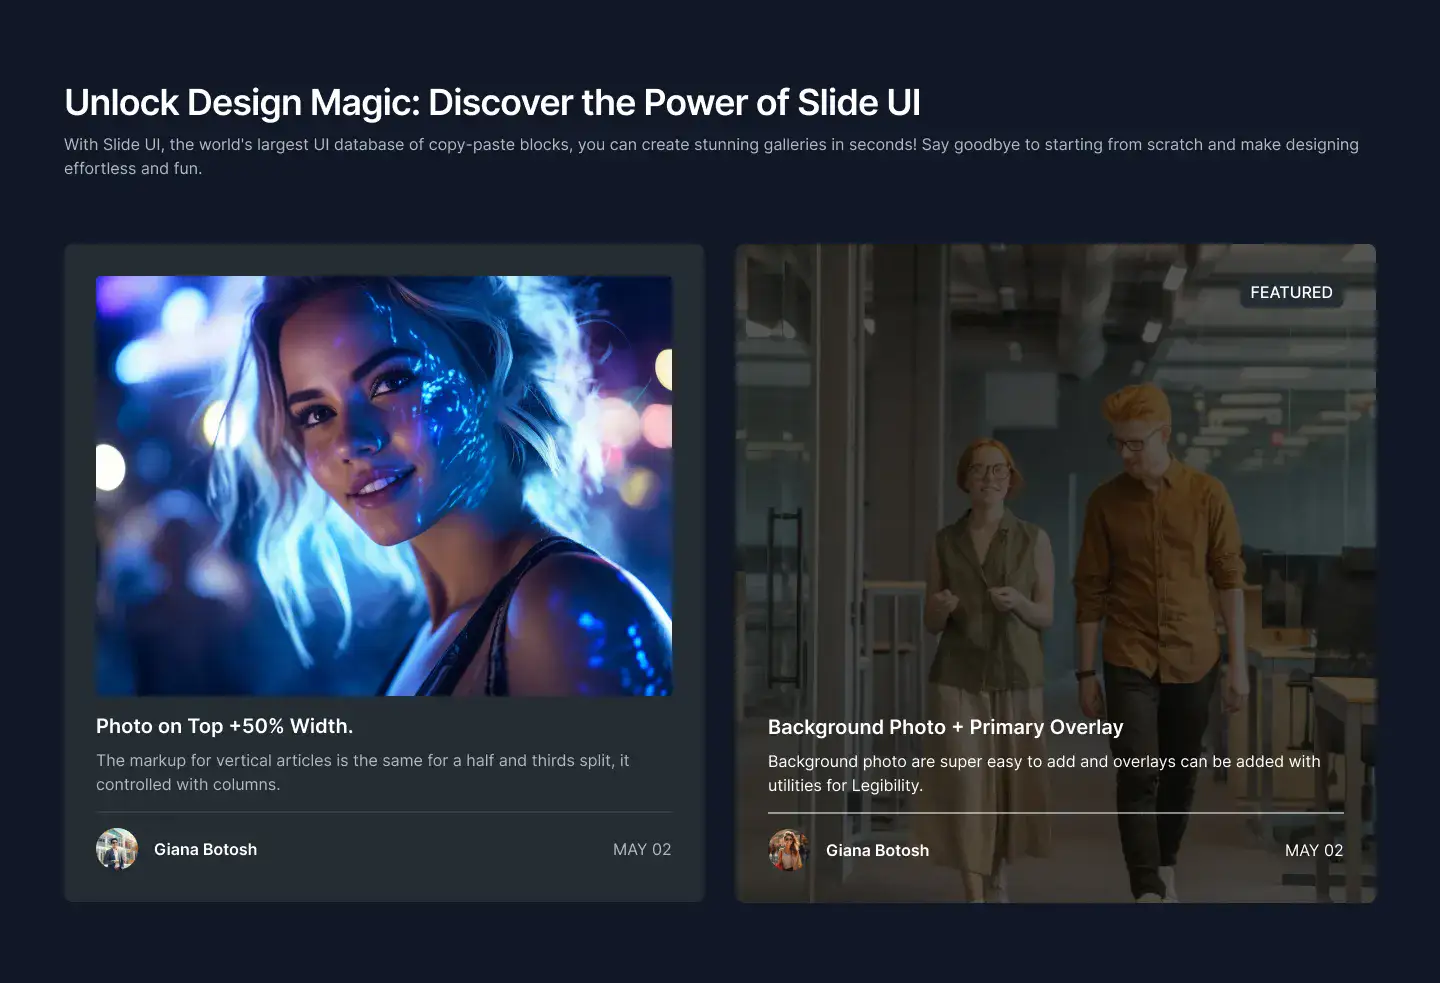 Unlock Design Magic: Discover the Power of Slide UI
With Slide UI, the world's largest UI database of copy-paste blocks, you can create stunning galleries in seconds! Say goodbye to starting from scratch and make designing
effortless and fun.
Photo on Top +50% Width.
The markup for vertical articles is the same for a half and thirds split, it
controlled with columns.
Giana Botosh
MAY 02
FEATURED
Background Photo + Primary Overlay
Background photo are super easy to add and overlays can be added with
utilities for Legibility.
Giana Botosh
MAY 02